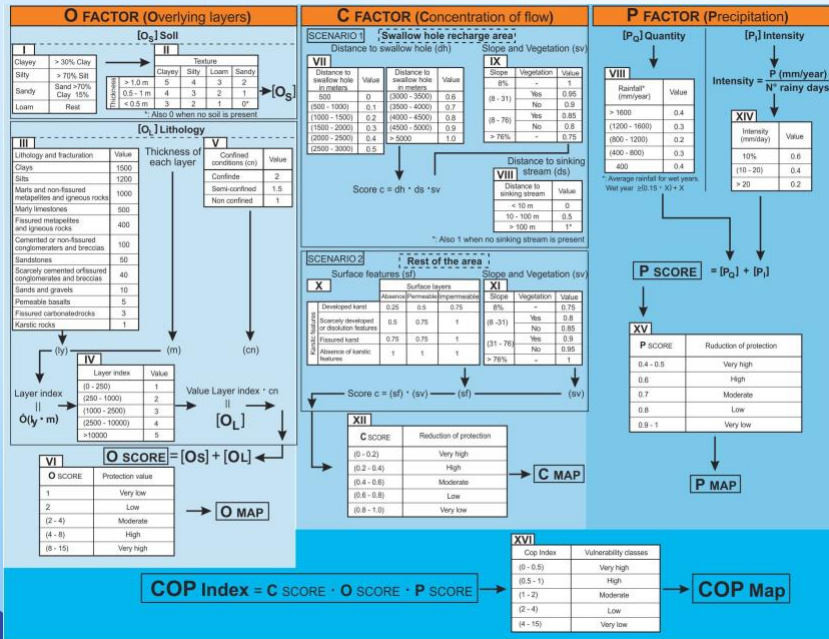 O FACTOR (Overlying layers)
[OS] Soil
I
Clayey > 30% Clay
Silty > 70% Silt
Sandy Sand >70% Clay 15%
Loam Rest
II
Texture
Clayey Silty Loam Sandy
Thickness
> 1.0 m 5 4 3 2
0.5 - 1 m 4 3 2 1
< 0.5 m 3 2 1 0*
*: Also 0 when no soil is present
[OS]
[OL] Lithology
III
Lithology and fracturation Value
Clays 1500
Silts 1200
Marls and non-fissured metapelites and igneous rocks 1000
Marly limestones 500
Fissured metapelites and igneous rocks 400
Cemented or non-fissured conglomeraters and breccias 100
Sandstones 50
Scarcely cemented orfissured conglomerates and breccias 40
Sands and gravels 10
Pemeable basalts 5
Fissured carbonatedrocks 3
Karstic rocks 1
Thickness of each layer
V
Confined conditions (cn) Value
Confinde 2
Semi-confined 1.5
Non confined 1
(ly) (m) (cn)
Layer index
=
Ó(ly · m)
IV
Layer index Value
(0 - 250) 1
(250 - 1000) 2
(1000 - 2500) 3
(2500 - 10000) 4
>10000 5
Value Layer index · cn
=
[OL]
O SCORE = [OS] + [OL]
VI
O SCORE Protection value
1 Very low
2 Low
(2 - 4) Moderate
(4 - 8) High
(8 - 15) Very high
O MAP
C FACTOR (Concentration of flow)
SCENARIO 1 Swallow hole recharge area
Distance to swallow hole (dh)
VII
Distance to swallow hole in meters Value
500 0
(500 - 1000) 0.1
(1000 - 1500) 0.2
(1500 - 2000) 0.3
(2000 - 2500) 0.4
(2500 - 3000) 0.5
Distance to swallow hole in meters Value
(3000 - 3500) 0.6
(3500 - 4000) 0.7
(4000 - 4500) 0.8
(4500 - 5000) 0.9
> 5000 1.0
Slope and Vegetation (sv)
IX
Slope Vegetation Value
8% - 1
(8 - 31) Yes 0.95
No 0.9
(8 - 76) Yes 0.85
No 0.8
> 76% - 0.75
Score c = dh · ds · sv
Distance to sinking stream (ds)
VIII
Distance to sinking stream Value
< 10 m 0
10 - 100 m 0.5
> 100 m 1*
*: Also 1 when no sinking stream is present
SCENARIO 2 Rest of the area
Surface features (sf)
X
Surface layers
Absence Permeable Impermeable
Karstic features
Developed karst 0.25 0.5 0.75
Scarcely developed or disolution features 0.5 0.75 1
Fissured karst 0.75 0.75 1
Absence of karstic features 1 1 1
Slope and Vegetation (sv)
XI
Slope Vegetation Value
8% - 0.75
(8 -31) Yes 0.8
No 0.85
(31 - 76) Yes 0.9
No 0.95
> 76% - 1
Score c = (sf) · (sv) (sf) (sv)
XII
C SCORE Reduction of protection
(0 - 0.2) Very high
(0.2 - 0.4) High
(0.4 - 0.6) Moderate
(0.6 - 0.8) Low
(0.8 - 1.0) Very low
C MAP
P FACTOR (Precipitation)
[PQ] Quantity
VIII
Rainfall* (mm/year) Value
> 1600 0.4
(1200 - 1600) 0.3
(800 - 1200) 0.2
(400 - 800) 0.3
400 0.4
*: Average rainfall for wet years.
Wet year ≥(0.15 · X) + X
[PI] Intensity
Intensity = P (mm/year)
N° rainy days
XIV
Intensity (mm/day) Value
10% 0.6
(10 - 20) 0.4
> 20 0.2
P SCORE = [PQ] + [PI]
XV
P SCORE Ruduction of protection
0.4 - 0.5 Very high
0.6 High
0.7 Moderate
0.8 Low
0.9 - 1 Very low
P MAP
COP Index = C SCORE · O SCORE · P SCORE
XVI
Cop Index Vulnerability classes
(0 - 0.5) Very high
(0.5 - 1) High
(1 - 2) Moderate
(2 - 4) Low
(4 - 15) Very low
COP Map